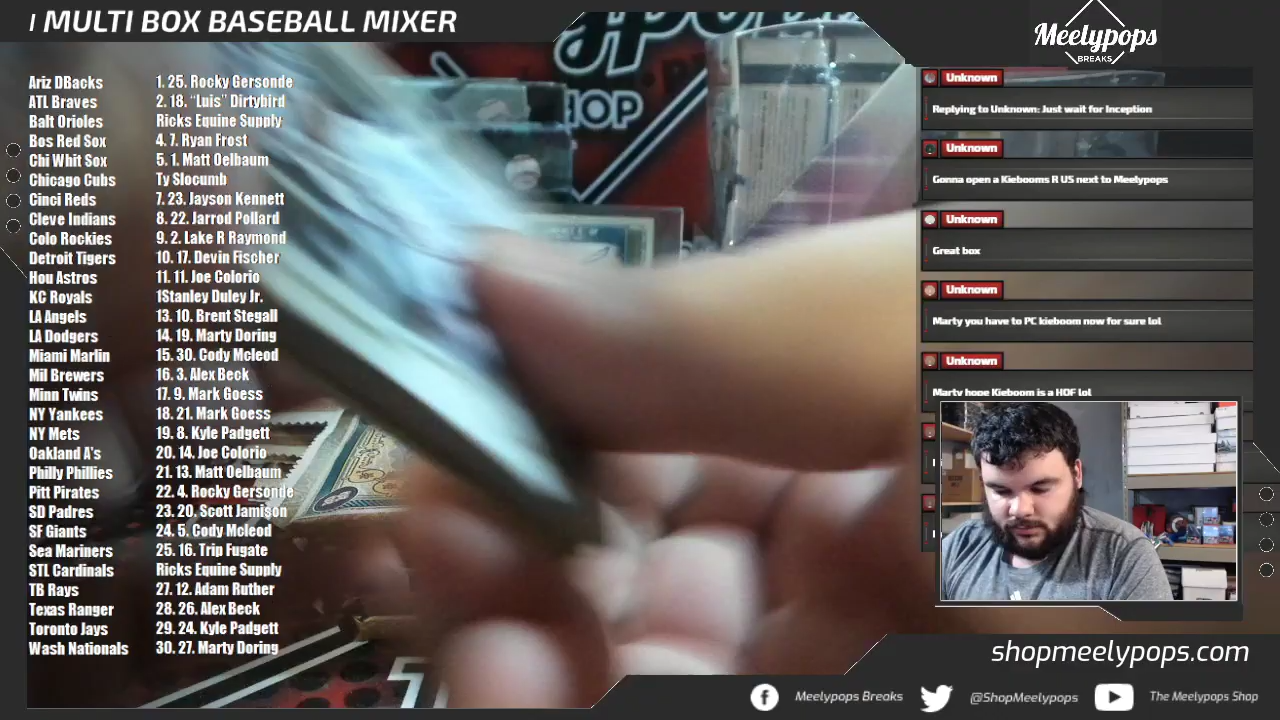 MULTI BOX BASEBALL MIXER
Meelypops
BREAKS
HOP
Ariz DBacks 1. 25. Rocky Gersonde
ATL Braves 2. 18. "Luis" Dirtybird
Balt Orioles Ricks Equine Supply
Bos Red Sox 4. 7. Ryan Frost
Chi Whit Sox 5. 1. Matt Oelbaum
Chicago Cubs Ty Slocumb
Cinci Reds 7. 23. Jayson Kennett
Cleve Indians 8. 22. Jarrod Pollard
Colo Rockies 9. 2. Lake R Raymond
Detroit Tigers 10. 17. Devin Fischer
Hou Astros 11. 11. Joe Colorio
KC Royals 1Stanley Duley Jr.
LA Angels 13. 10. Brent Stegall
LA Dodgers 14. 19. Marty Doring
Miami Marlin 15. 30. Cody Mcleod
Mil Brewers 16. 3. Alex Beck
Minn Twins 17. 9. Mark Goess
NY Yankees 18. 21. Mark Goess
NY Mets 19. 8. Kyle Padgett
Oakland A's 20. 14. Joe Colorio
Philly Phillies 21. 13. Matt Oelbaum
Pitt Pirates 22. 4. Rocky Gersonde
SD Padres 23. 20. Scott Jamison
SF Giants 24. 5. Cody Mcleod
Sea Mariners 25. 16. Trip Fugate
STL Cardinals Ricks Equine Supply
TB Rays 27. 12. Adam Ruther
Texas Ranger 28. 26. Alex Beck
Toronto Jays 29. 24. Kyle Padgett
Wash Nationals 30. 27. Marty Doring
Unknown
Replying to Unknown: Just wait for Inception
Unknown
Gonna open a Kiebooms R US next to Meelypops
Unknown
Great box
Unknown
Marty you have to PC kieboom now for sure lol
Unknown
Marty hope Kieboom is a HOF lol
shopmeelypops.com
Meelypops Breaks
@ShopMeelypops
The Meelypops Shop